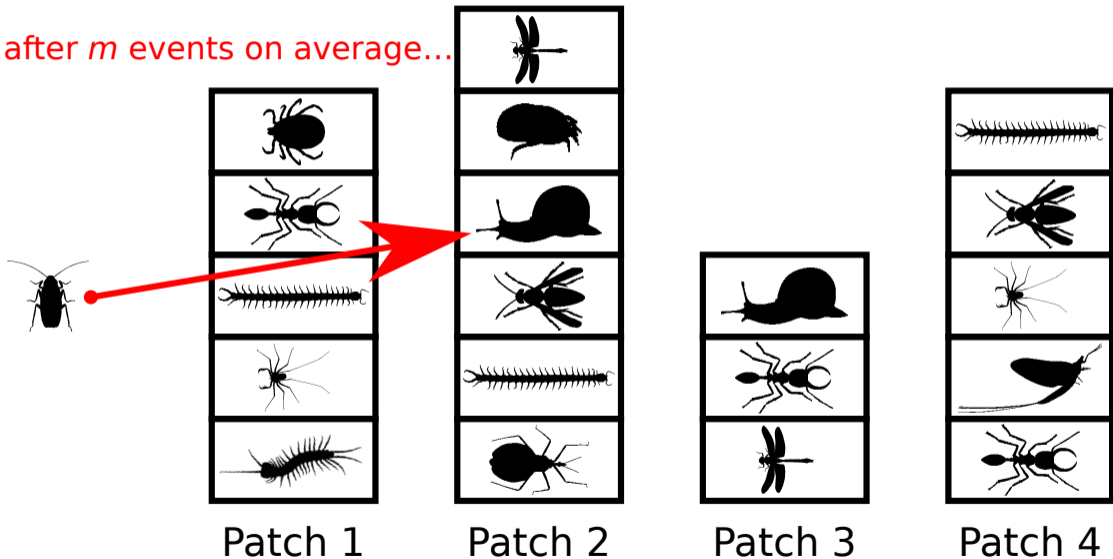 after m events on average...
Patch 1
Patch 2
Patch 3
Patch 4